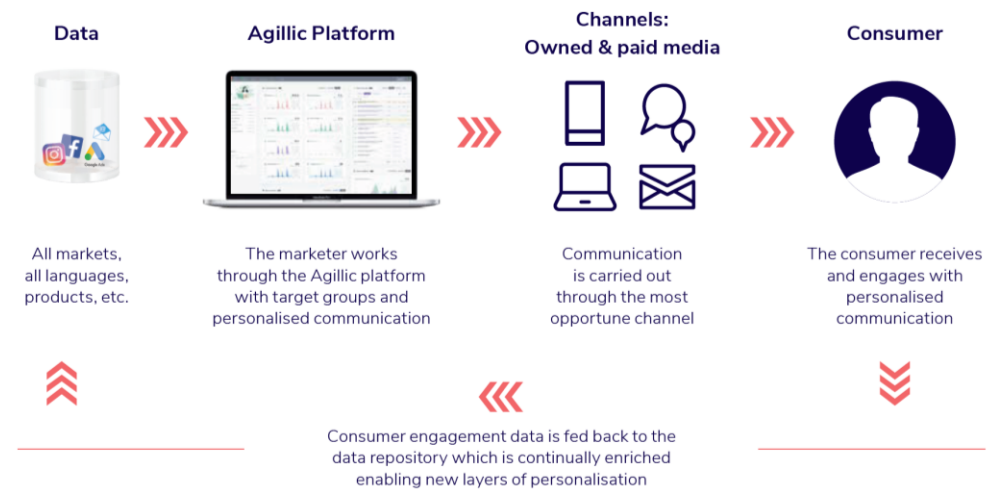 Data
Agillic Platform
Channels:
Owned & paid media
Consumer
Google Ads
All markets,
all languages,
products, etc.
The marketer works
through the Agillic platform
with target groups and
personalised communication
Communication
is carried out
through the most
opportune channel
The consumer receives
and engages with
personalised
communication
Consumer engagement data is fed back to the
data repository which is continually enriched
enabling new layers of personalisation